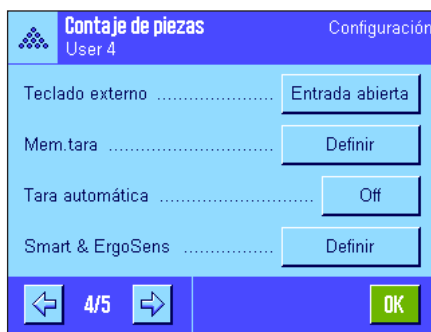 Contaje de piezas Configuración
User 4
Teclado externo ..................... Entrada abierta
Mem.tara ................................ Definir
Tara automática ............................ Off
Smart & ErgoSens ................ Definir
4/5 OK